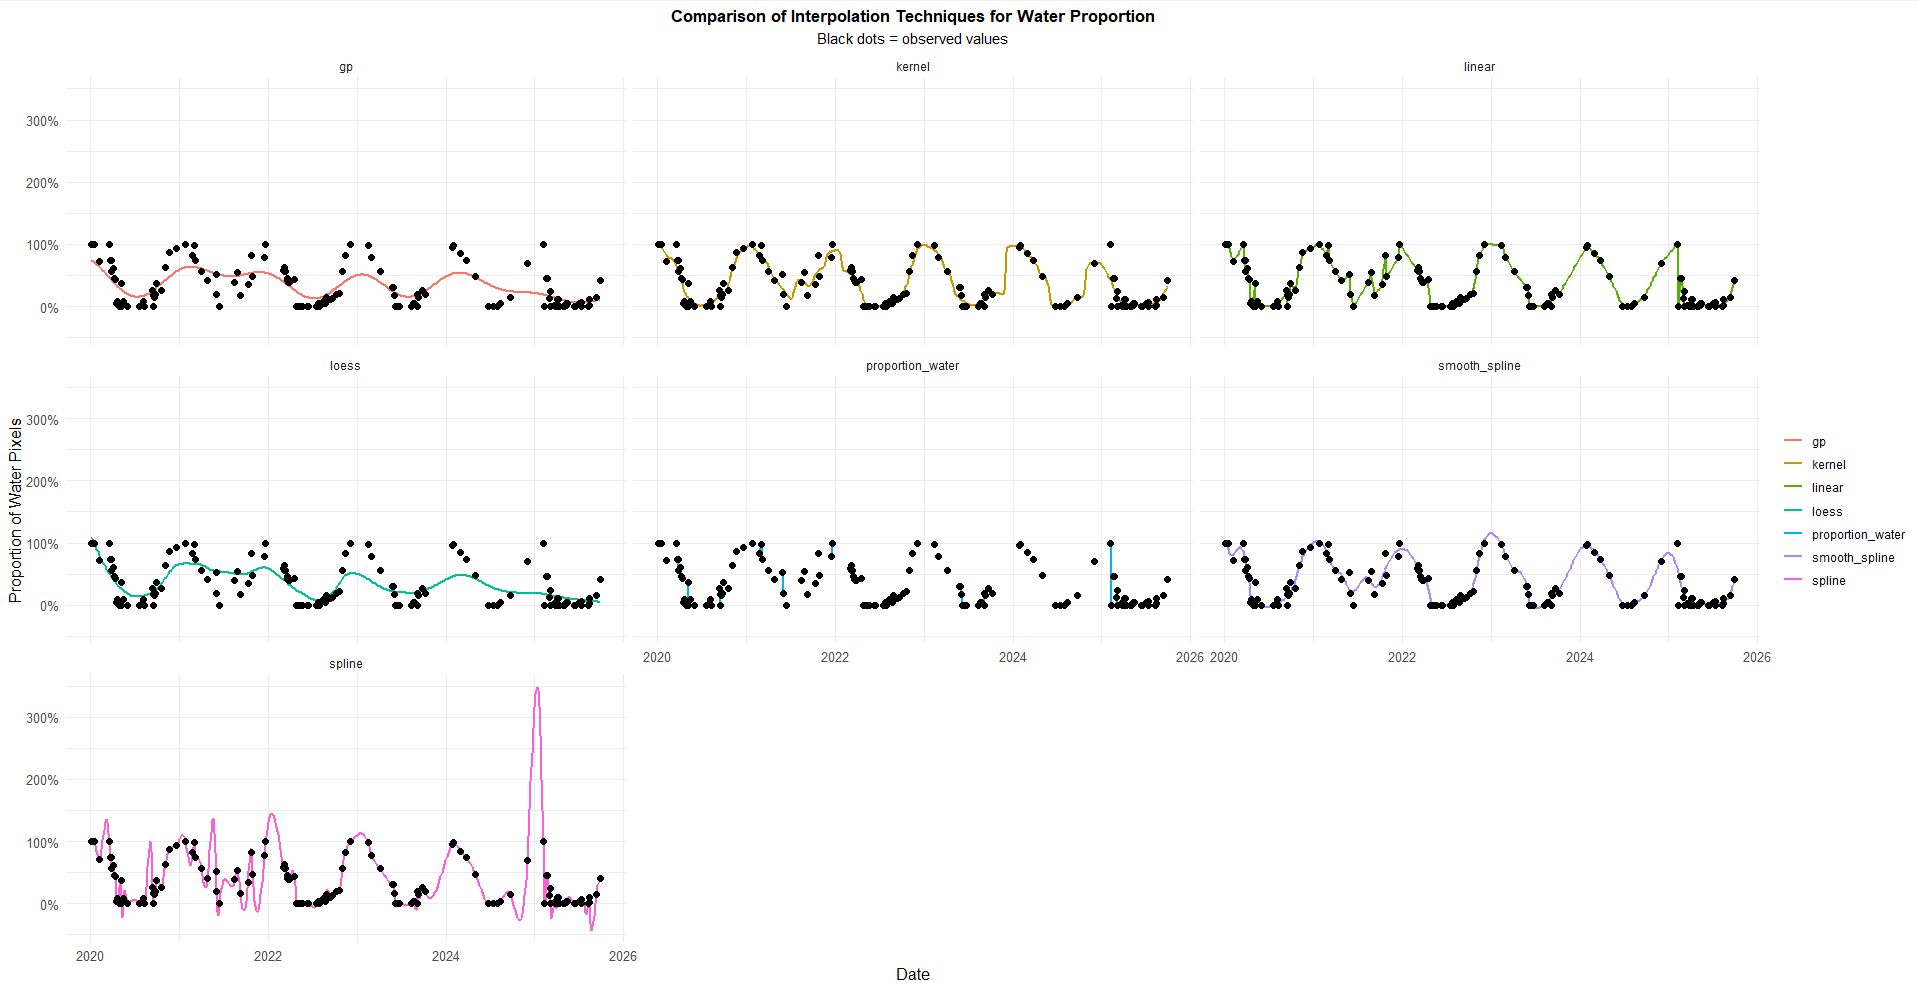 Comparison of Interpolation Techniques for Water Proportion
Black dots = observed values
gp
kernel
linear
300%
200%
100%
0%
loess
proportion_water
smooth_spline
300%
200%
100%
0%
2020
2022
2024
2026
2020
2022
2024
2026
spline
300%
200%
100%
0%
2020
2022
2024
2026
Date
Proportion of Water Pixels
gp
kernel
linear
loess
proportion_water
smooth_spline
spline